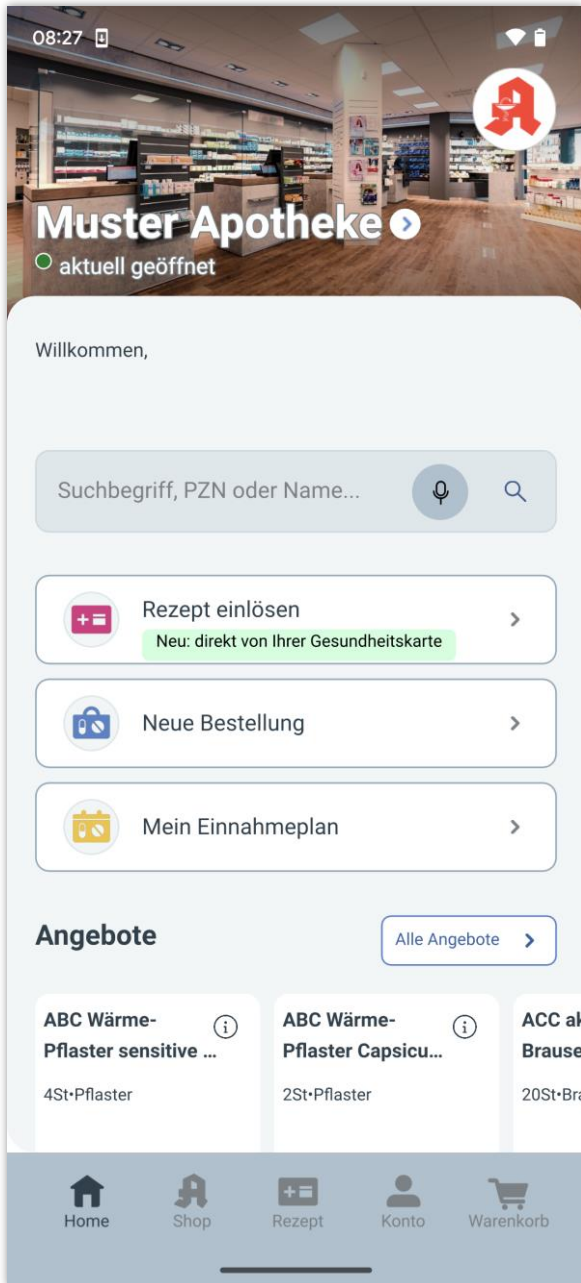 08:27
Muster Apotheke
aktuell geöffnet
Willkommen,
Suchbegriff, PZN oder Name...
Rezept einlösen
Neu: direkt von Ihrer Gesundheitskarte
Neue Bestellung
Mein Einnahmeplan
Angebote
Alle Angebote
ABC Wärme-
Pflaster sensitive ...
4St•Pflaster
ABC Wärme-
Pflaster Capsicu...
2St•Pflaster
ACC
Brause
20St
Home
Shop
Rezept
Konto
Warenkorb